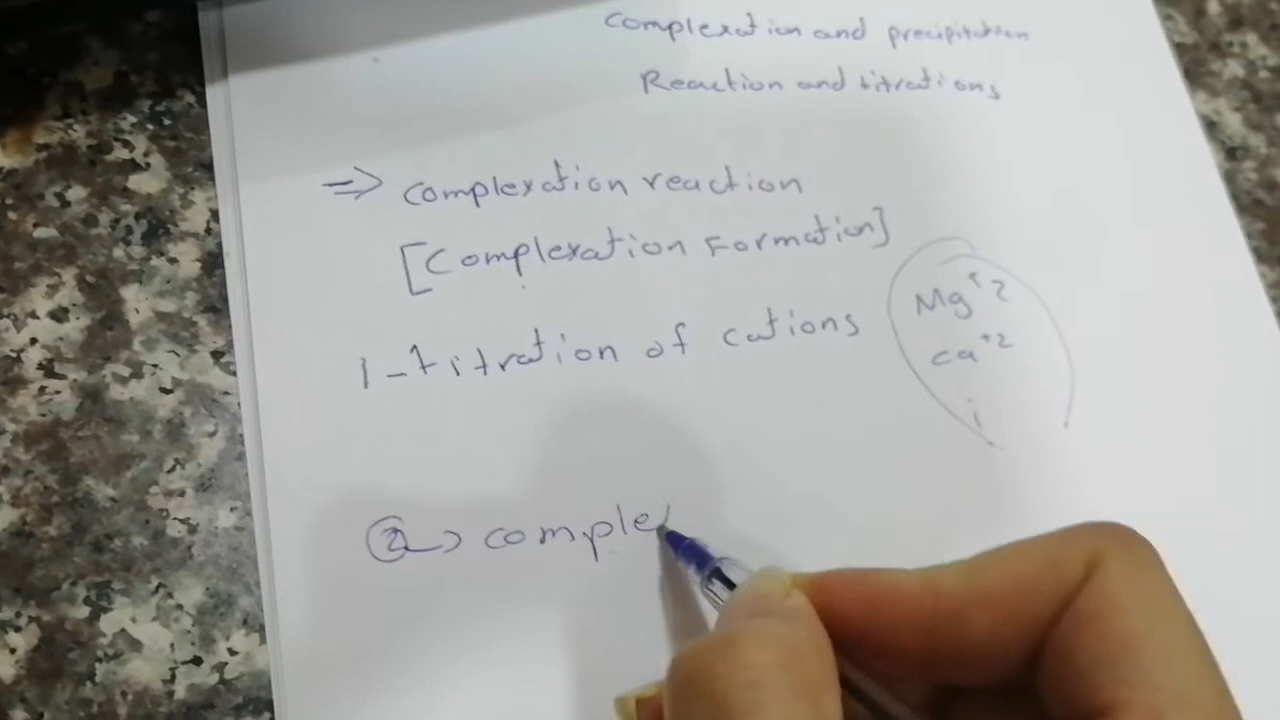 Complexation and precipitation
Reaction and titrations
=> complexation reaction
[Complexation Formation]
1-titration of cations
Mg+2
ca+2
i
② comple